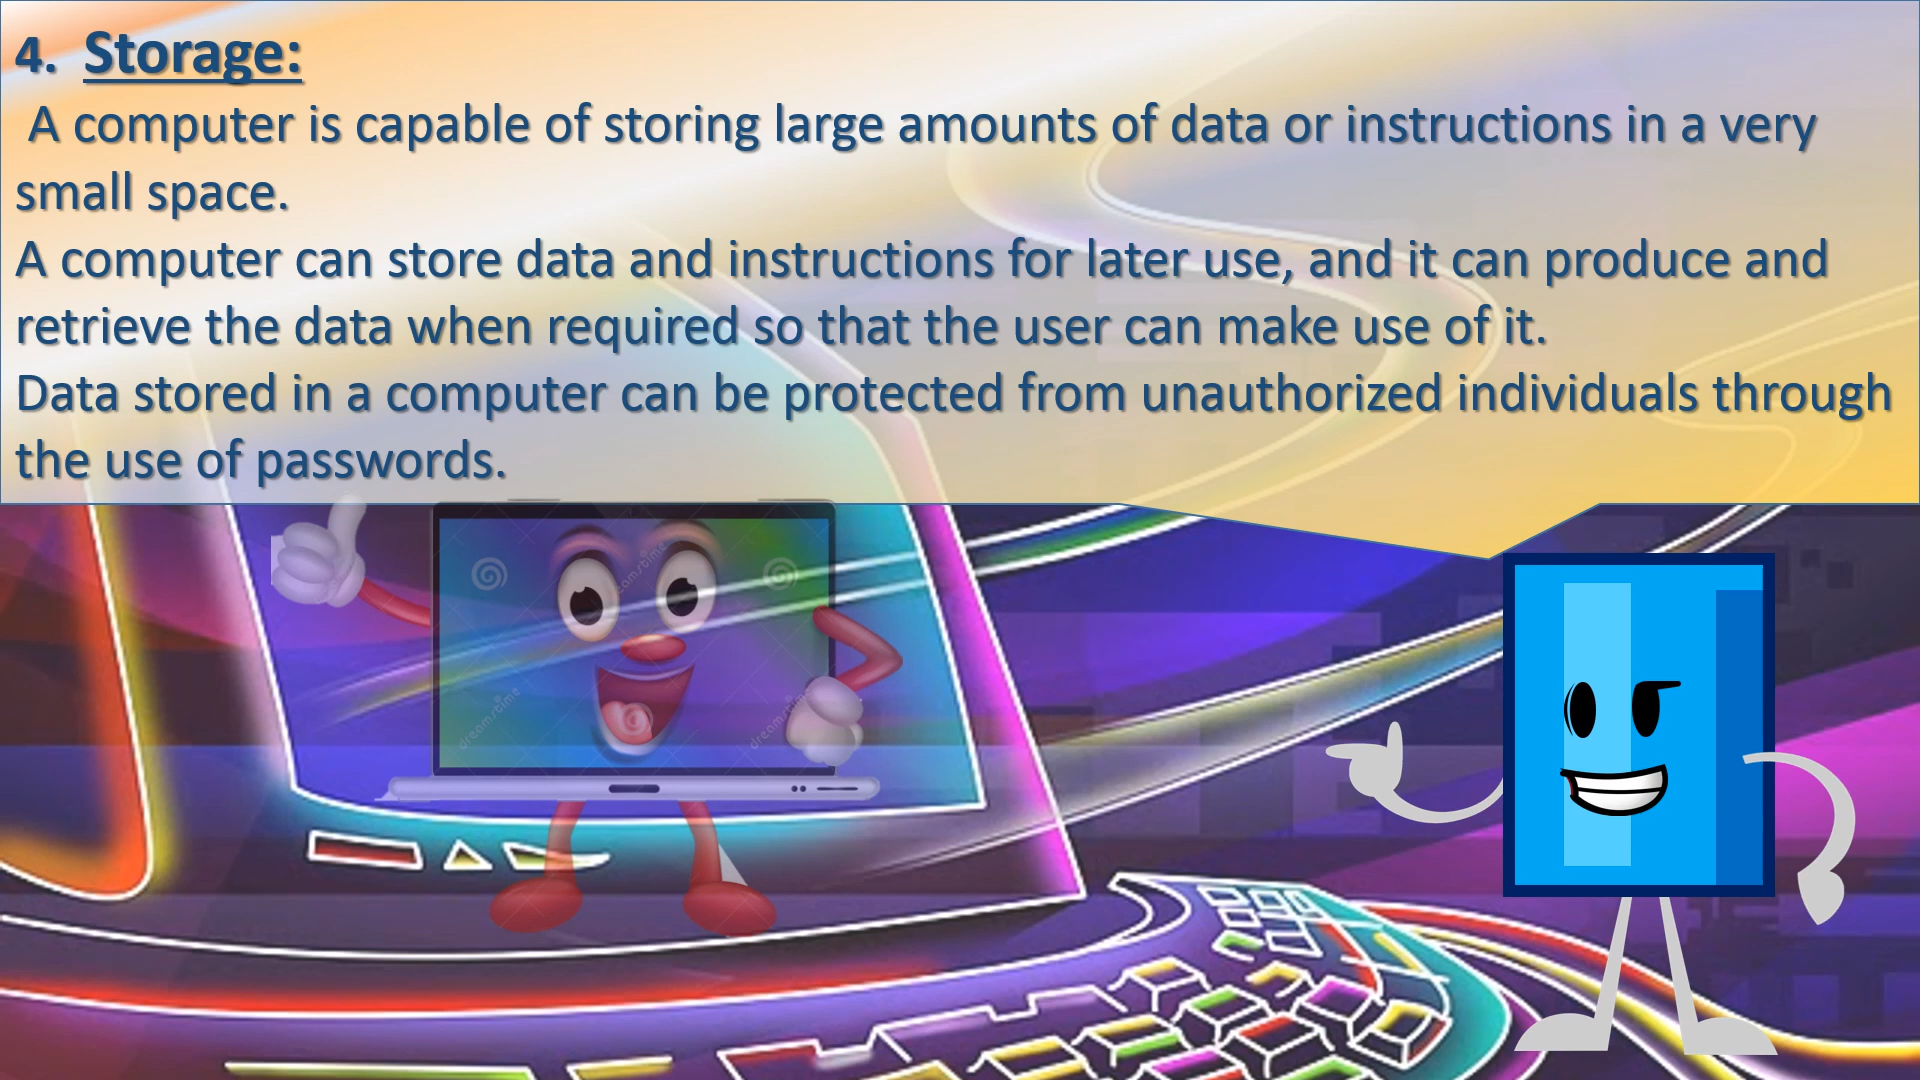 4. Storage:
A computer is capable of storing large amounts of data or instructions in a very
small space.
A computer can store data and instructions for later use, and it can produce and
retrieve the data when required so that the user can make use of it.
Data stored in a computer can be protected from unauthorized individuals through
the use of passwords.
dreamstime
dreamstime
dreamstime